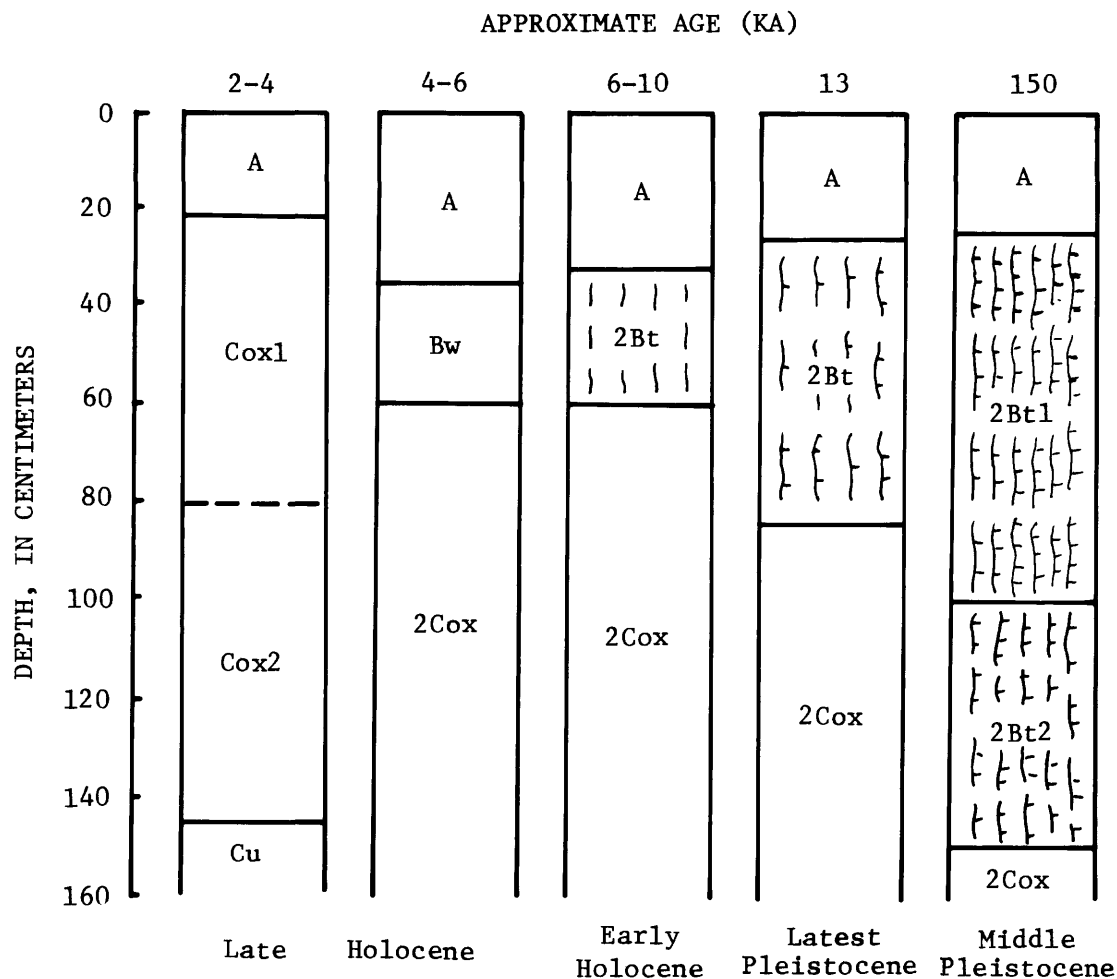 APPROXIMATE AGE (KA)
2-4 4-6 6-10 13 150
DEPTH, IN CENTIMETERS
0
20
40
60
80
100
120
140
160
A
Cox1
Cox2
Cu
A
Bw
2Cox
A
2Bt
2Cox
A
2Bt
2Cox
A
2Bt1
2Bt2
2Cox
Late Holocene
Early
Holocene
Latest
Pleistocene
Middle
Pleistocene